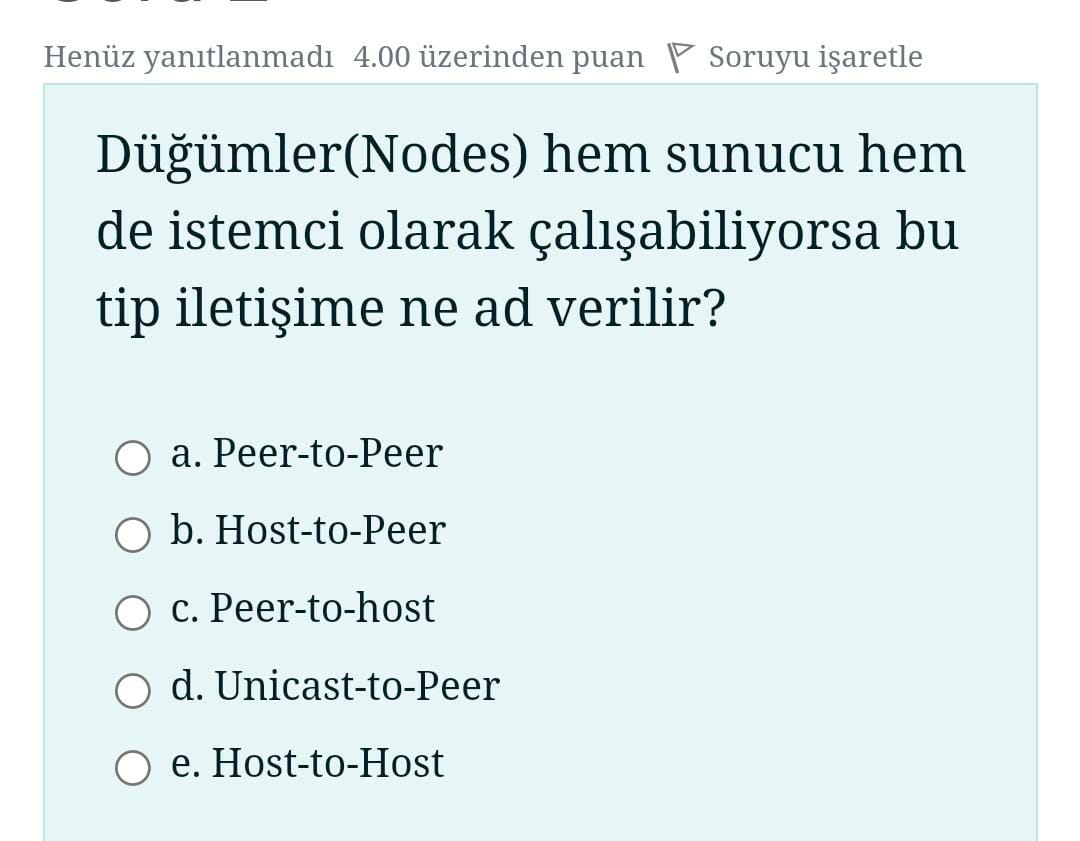 Henüz yanıtlanmadı 4.00 üzerinden puan Soruyu işaretle
Düğümler(Nodes) hem sunucu hem
de istemci olarak çalışabiliyorsa bu
tip iletişime ne ad verilir?
a. Peer-to-Peer
b. Host-to-Peer
c. Peer-to-host
d. Unicast-to-Peer
e. Host-to-Host